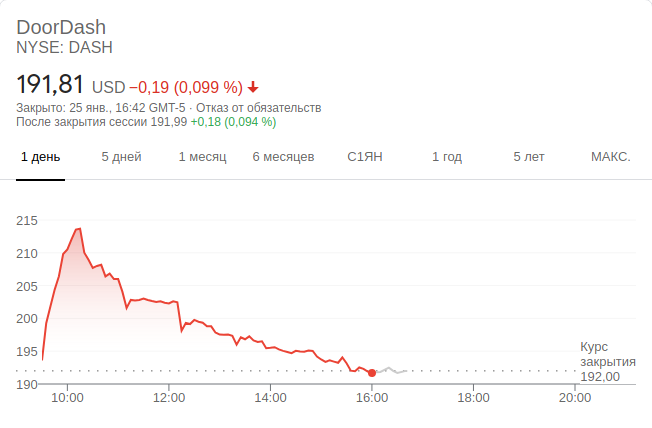 DoorDash
NYSE: DASH
191,81 USD −0,19 (0,099 %)
Закрыто: 25 янв., 16:42 GMT-5 · Отказ от обязательств
После закрытия сессии 191,99 +0,18 (0,094 %)
1 день 5 дней 1 месяц 6 месяцев С1ЯН 1 год 5 лет МАКС.
215
210
205
200
195
190
Курс
закрытия
192,00
10:00 12:00 14:00 16:00 18:00 20:00